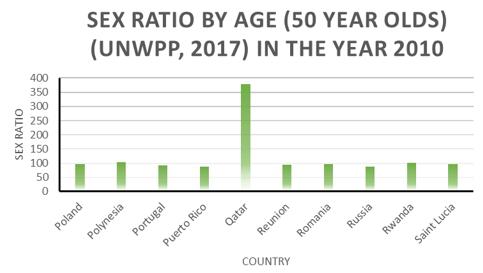 SEX RATIO BY AGE (50 YEAR OLDS)
(UNWPP, 2017) IN THE YEAR 2010
400
350
300
250
200
150
100
50
0
SEX RATIO
Poland
Polynesia
Portugal
Puerto Rico
Qatar
Reunion
Romania
Russia
Rwanda
Saint Lucia
COUNTRY